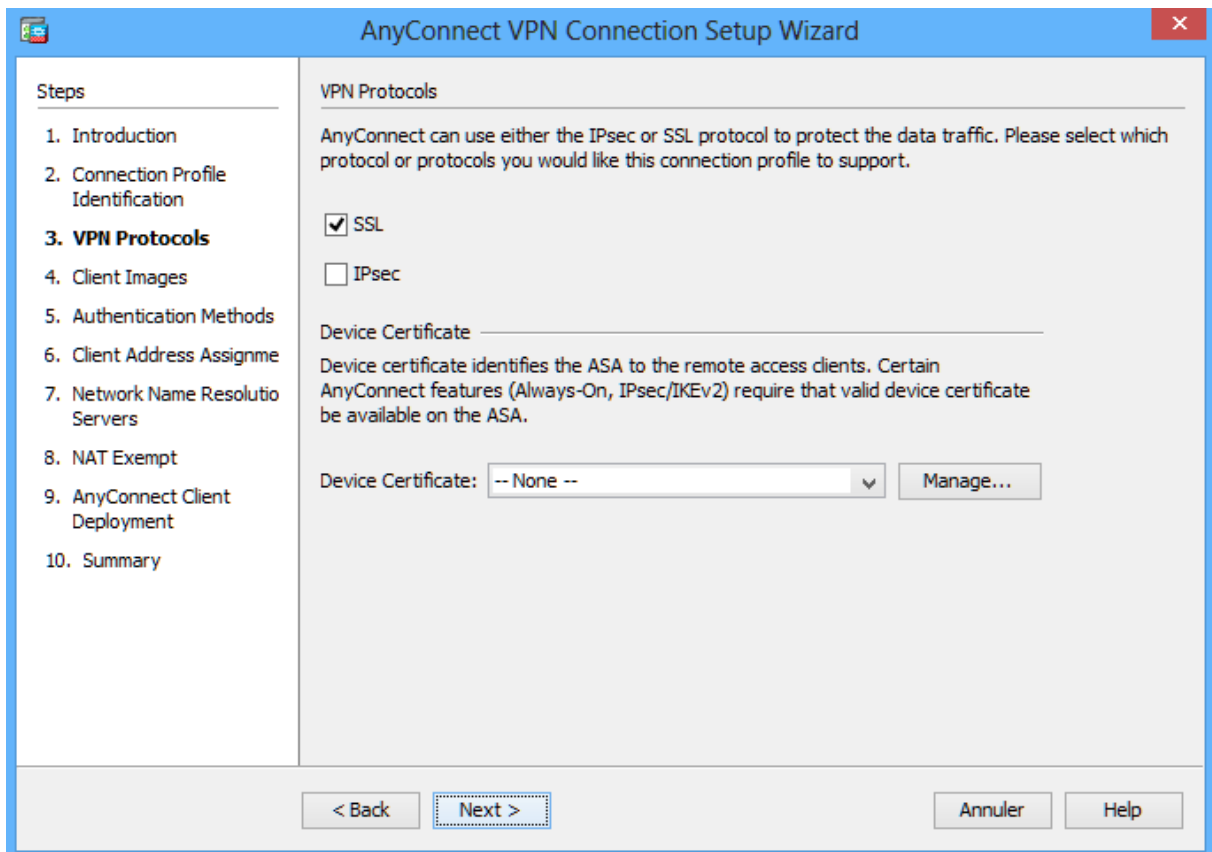 AnyConnect VPN Connection Setup Wizard
Steps
1. Introduction
2. Connection Profile
Identification
3. VPN Protocols
4. Client Images
5. Authentication Methods
6. Client Address Assignme
7. Network Name Resolutio
Servers
8. NAT Exempt
9. AnyConnect Client
Deployment
10. Summary
VPN Protocols
AnyConnect can use either the IPsec or SSL protocol to protect the data traffic. Please select which
protocol or protocols you would like this connection profile to support.
SSL
IPsec
Device Certificate
Device certificate identifies the ASA to the remote access clients. Certain
AnyConnect features (Always-On, IPsec/IKEv2) require that valid device certificate
be available on the ASA.
Device Certificate: -- None -- Manage...
< Back Next > Annuler Help